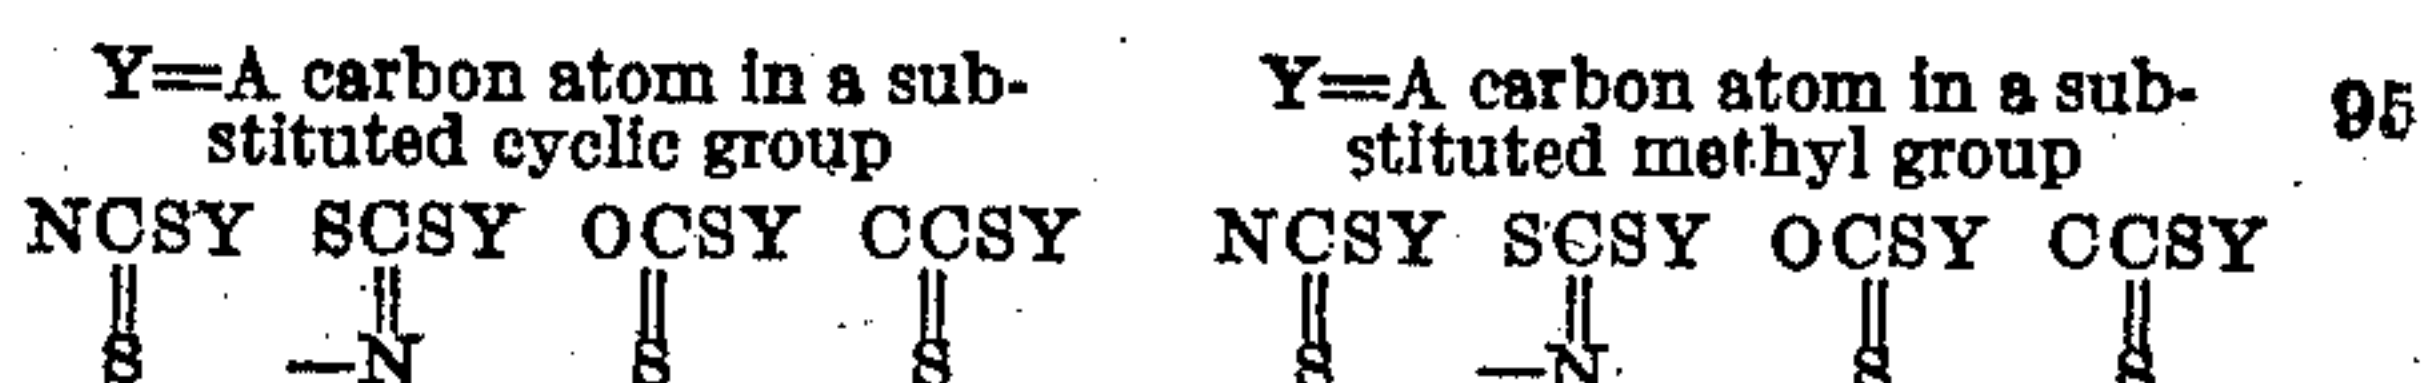 Y=A carbon atom in a sub-
stituted cyclic group
NCSY SCSY OCSY CCSY
S —N S S
Y=A carbon atom in a sub-
stituted methyl group
NCSY SCSY OCSY CCSY
S —N S S
95